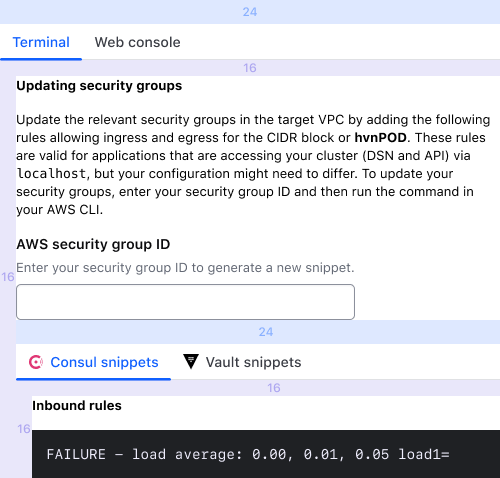 24
Terminal Web console
16
Updating security groups
Update the relevant security groups in the target VPC by adding the following
rules allowing ingress and egress for the CIDR block or hvnPOD. These rules
are valid for applications that are accessing your cluster (DSN and API) via
localhost, but your configuration might need to differ. To update your
security groups, enter your security group ID and then run the command in
your AWS CLI.
AWS security group ID
Enter your security group ID to generate a new snippet.
16
24
Consul snippets Vault snippets
16
Inbound rules
16
FAILURE – load average: 0.00, 0.01, 0.05 load1=